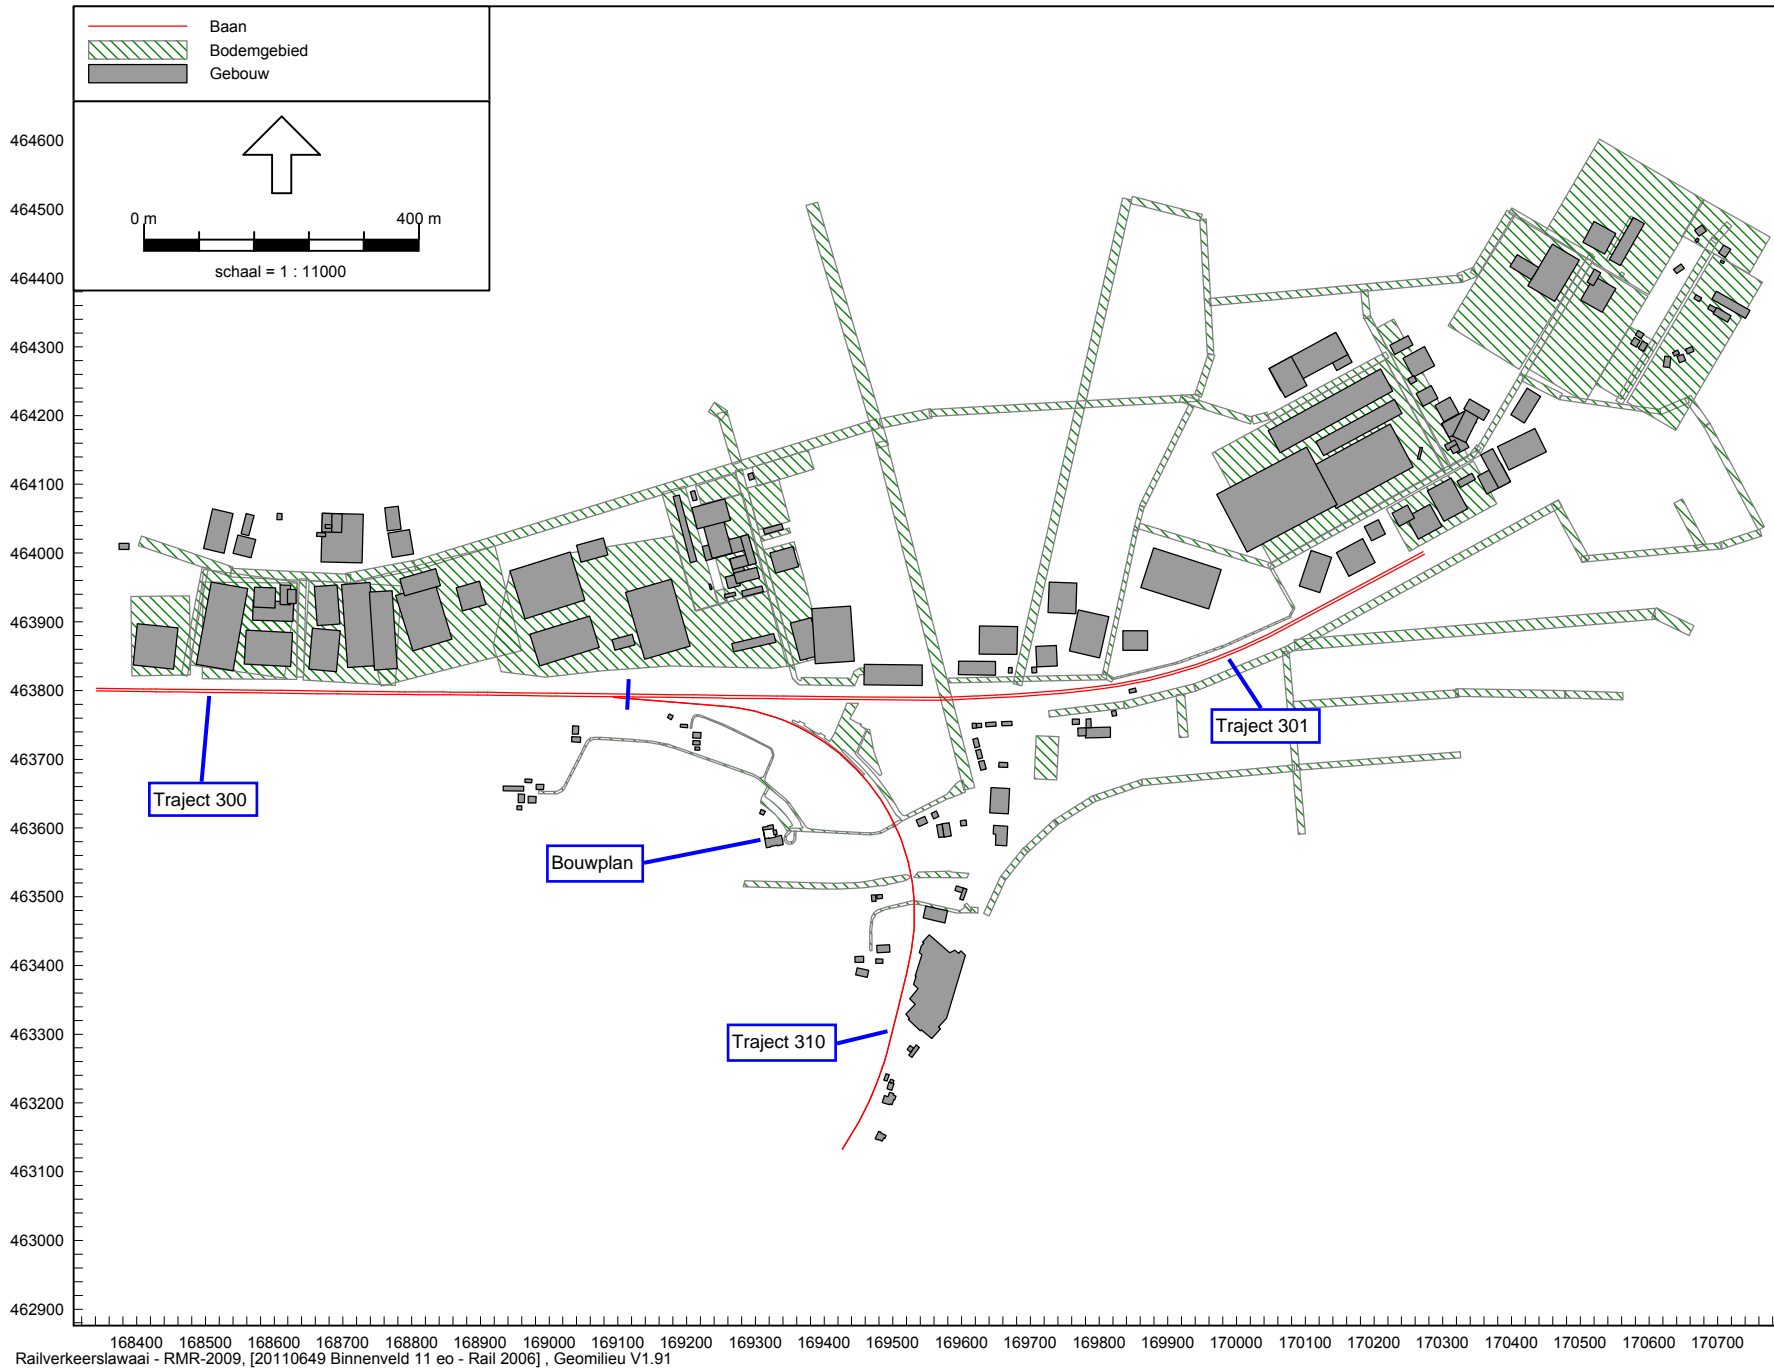 Baan
Bodemgebied
Gebouw
0 m
400 m
schaal = 1 : 11000
464600
464500
464400
464300
464200
464100
464000
463900
463800
463700
463600
463500
463400
463300
463200
463100
463000
462900
Traject 301
Traject 300
Bouwplan
Traject 310
168400 168500 168600 168700 168800 168900 169000 169100 169200 169300 169400 169500 169600 169700 169800 169900 170000 170100 170200 170300 170400 170500 170600 170700
Railverkeerslawaai - RMR-2009, [20110649 Binnenveld 11 eo - Rail 2006] , Geomilieu V1.91